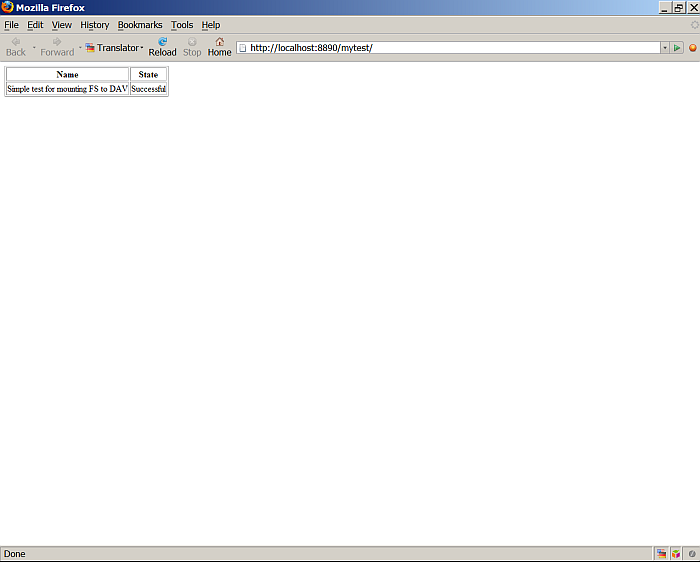 Mozilla Firefox
File Edit View History Bookmarks Tools Help
Back Forward Translator Reload Stop Home http://localhost:8890/mytest/
Name State
Simple test for mounting FS to DAV Successful
Done